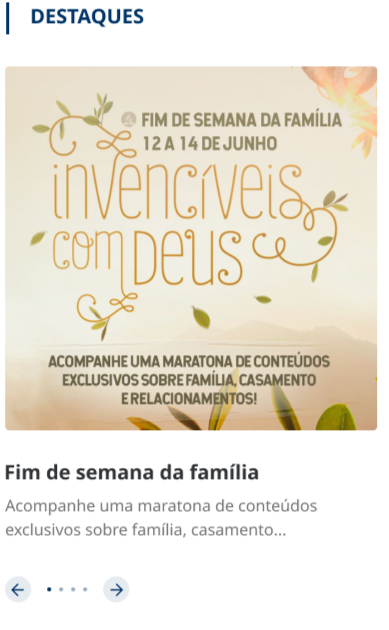 DESTAQUES
FIM DE SEMANA DA FAMÍLIA
12 A 14 DE JUNHO
invencíveis
com DEUS
ACOMPANHE UMA MARATONA DE CONTEÚDOS
EXCLUSIVOS SOBRE FAMÍLIA, CASAMENTO
E RELACIONAMENTOS!
Fim de semana da família
Acompanhe uma maratona de conteúdos
exclusivos sobre família, casamento...